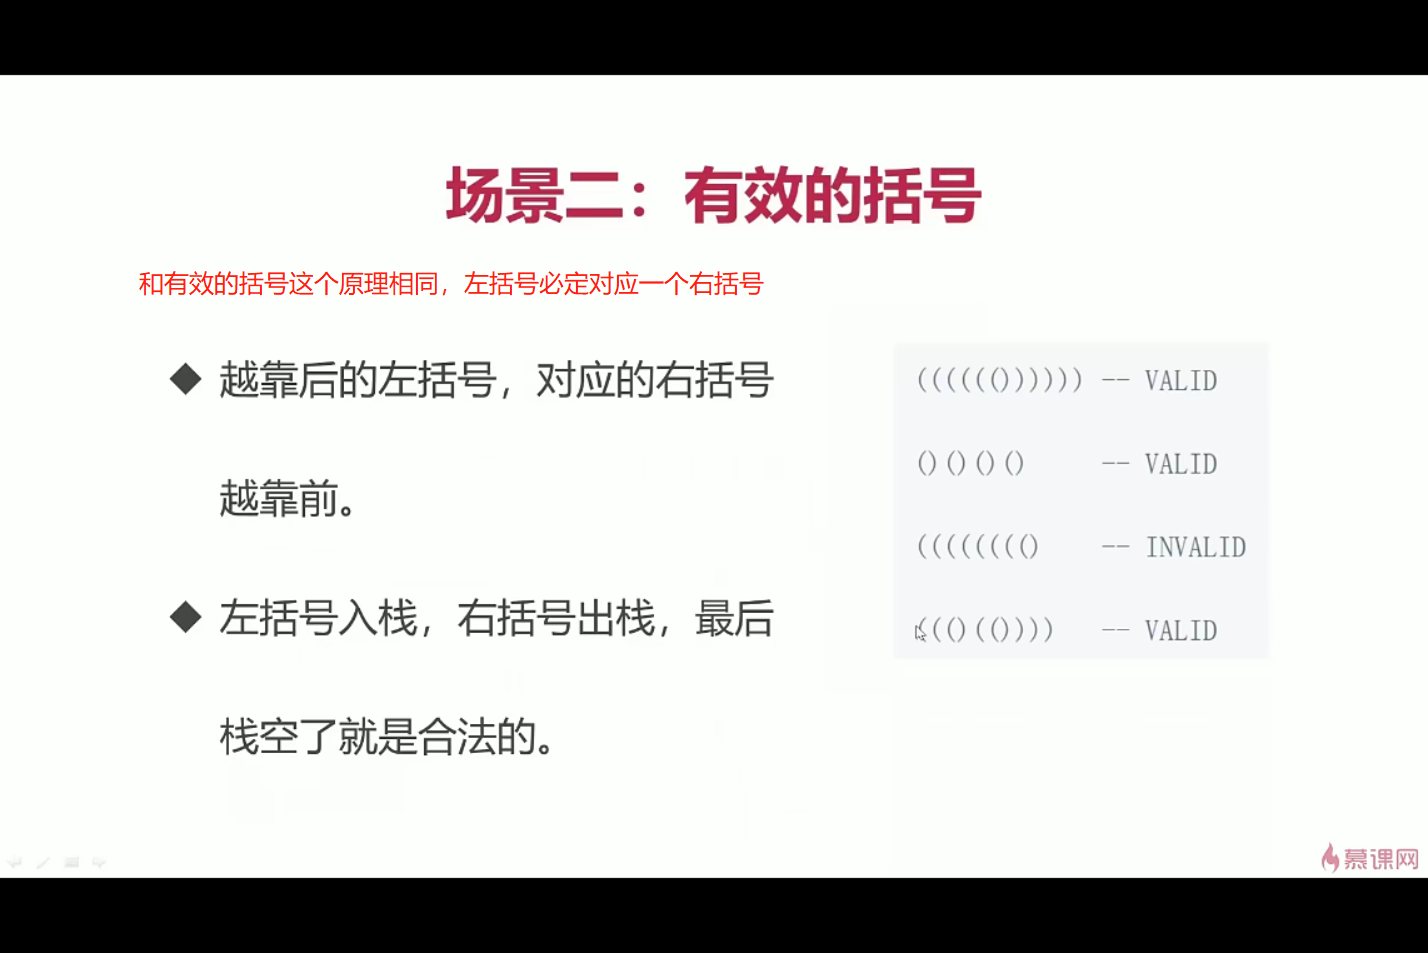 场景二：有效的括号
和有效的括号这个原理相同，左括号必定对应一个右括号
◆ 越靠后的左括号，对应的右括号
越靠前。
◆ 左括号入栈，右括号出栈，最后
栈空了就是合法的。
(((((()))))) -- VALID
()()()() -- VALID
(((((((() -- INVALID
((()(()))) -- VALID
慕课网